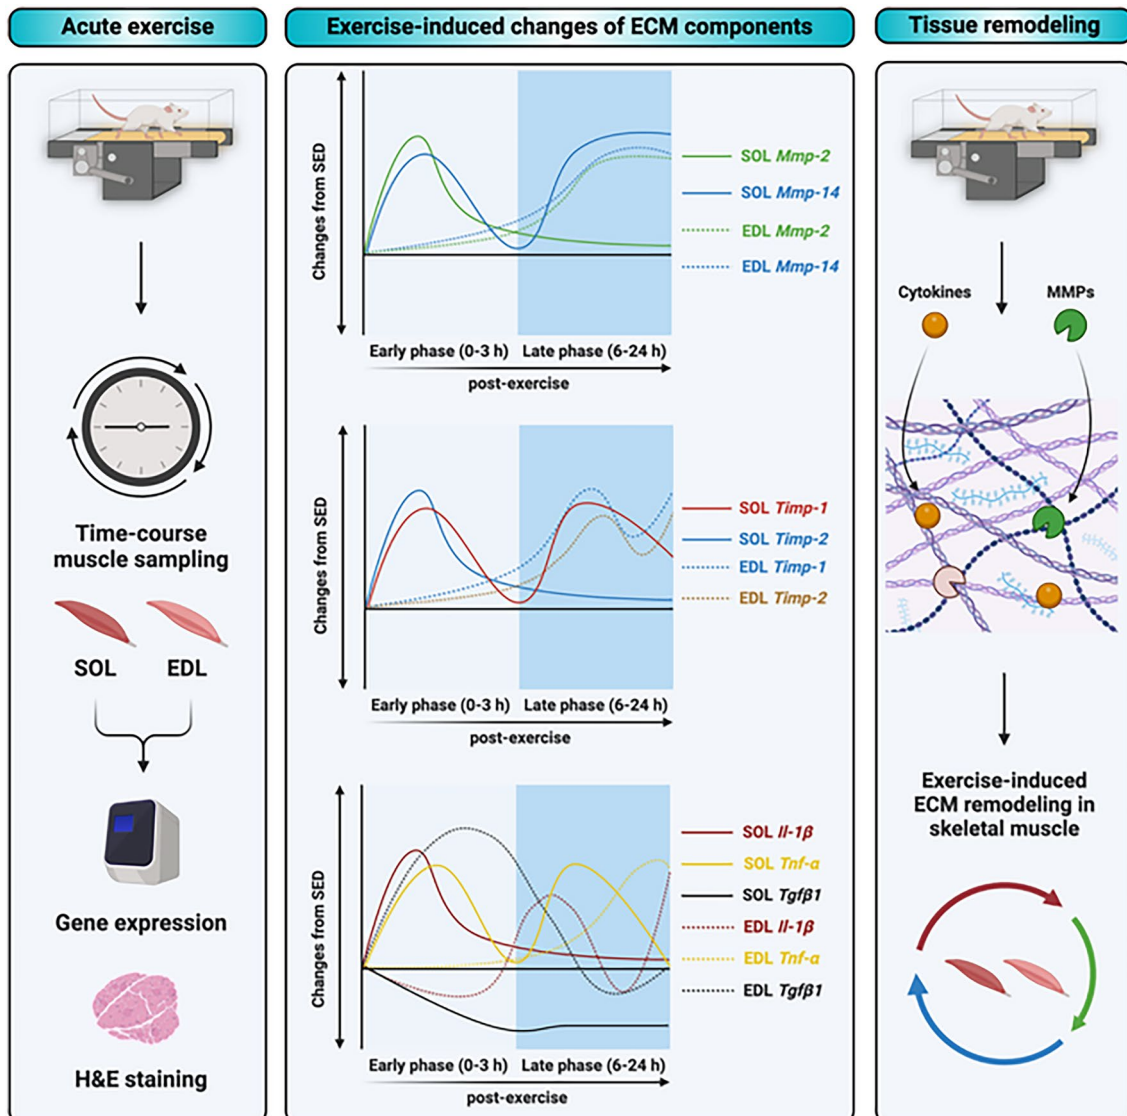 Acute exercise
Time-course
muscle sampling
SOL EDL
Gene expression
H&E staining
Exercise-induced changes of ECM components
Changes from SED
SOL Mmp-2
SOL Mmp-14
EDL Mmp-2
EDL Mmp-14
Early phase (0-3 h) Late phase (6-24 h)
post-exercise
Changes from SED
SOL Timp-1
SOL Timp-2
EDL Timp-1
EDL Timp-2
Early phase (0-3 h) Late phase (6-24 h)
post-exercise
Changes from SED
SOL Il-1β
SOL Tnf-α
SOL Tgfβ1
EDL Il-1β
EDL Tnf-α
EDL Tgfβ1
Early phase (0-3 h) Late phase (6-24 h)
post-exercise
Tissue remodeling
Cytokines MMPs
Exercise-induced
ECM remodeling in
skeletal muscle